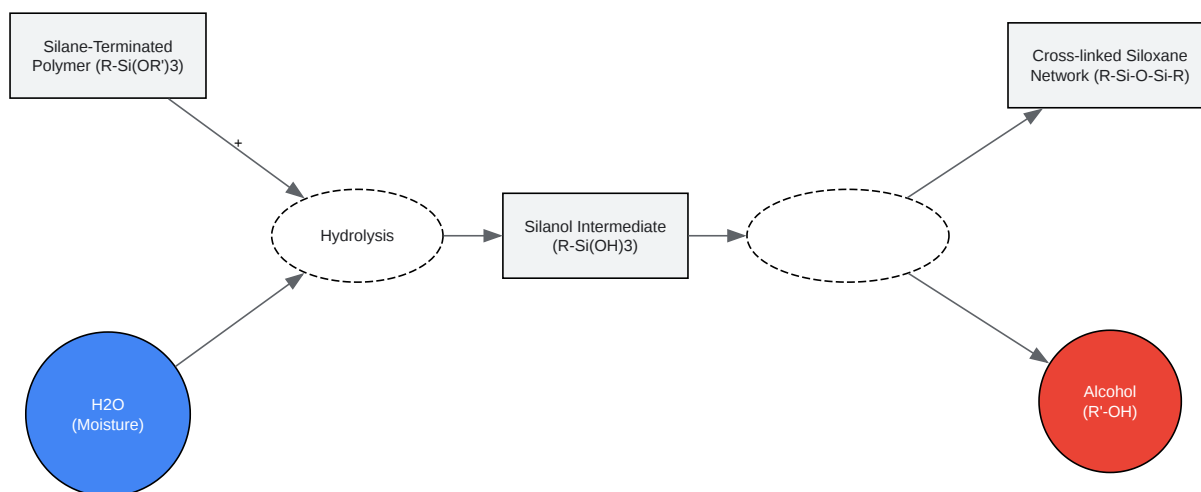 Silane-Terminated
Polymer (R-Si(OR')3)
Cross-linked Siloxane
Network (R-Si-O-Si-R)
+
Hydrolysis
Silanol Intermediate
(R-Si(OH)3)
H2O
(Moisture)
Alcohol
(R'-OH)